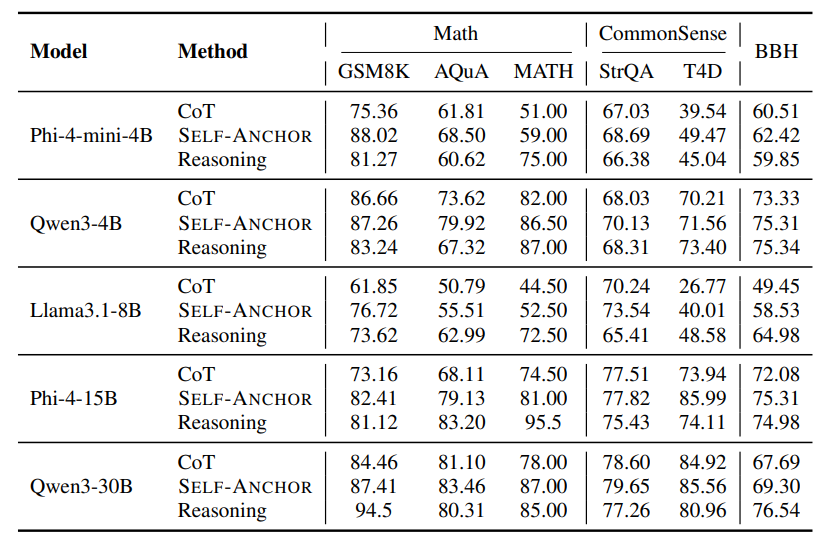 Model Method Math CommonSense BBH
GSM8K AQuA MATH StrQA T4D
CoT 75.36 61.81 51.00 67.03 39.54 60.51
Phi-4-mini-4B SELF-ANCHOR 88.02 68.50 59.00 68.69 49.47 62.42
Reasoning 81.27 60.62 75.00 66.38 45.04 59.85
CoT 86.66 73.62 82.00 68.03 70.21 73.33
Qwen3-4B SELF-ANCHOR 87.26 79.92 86.50 70.13 71.56 75.31
Reasoning 83.24 67.32 87.00 68.31 73.40 75.34
CoT 61.85 50.79 44.50 70.24 26.77 49.45
Llama3.1-8B SELF-ANCHOR 76.72 55.51 52.50 73.54 40.01 58.53
Reasoning 73.62 62.99 72.50 65.41 48.58 64.98
CoT 73.16 68.11 74.50 77.51 73.94 72.08
Phi-4-15B SELF-ANCHOR 82.41 79.13 81.00 77.82 85.99 75.31
Reasoning 81.12 83.20 95.5 75.43 74.11 74.98
CoT 84.46 81.10 78.00 78.60 84.92 67.69
Qwen3-30B SELF-ANCHOR 87.41 83.46 87.00 79.65 85.56 69.30
Reasoning 94.5 80.31 85.00 77.26 80.96 76.54